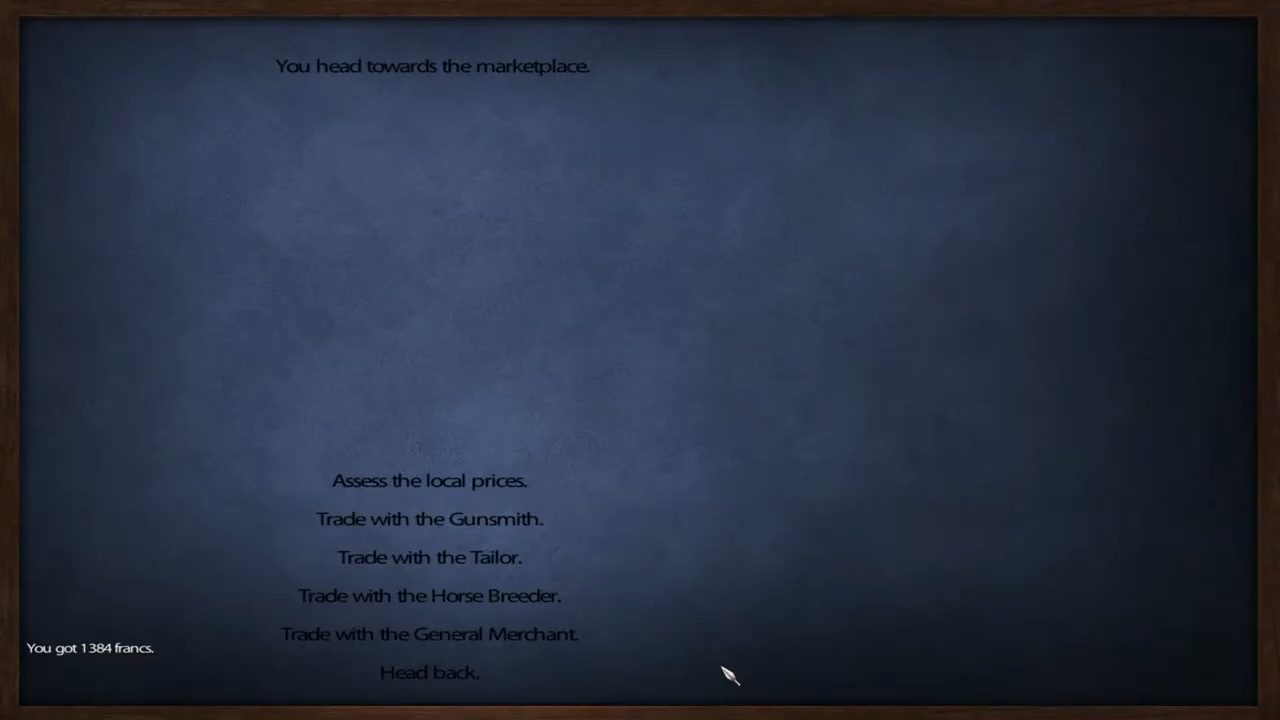 You head towards the marketplace.
Assess the local prices.
Trade with the Gunsmith.
Trade with the Tailor.
Trade with the Horse Breeder.
Trade with the General Merchant.
You got 1384 francs.
Head back.